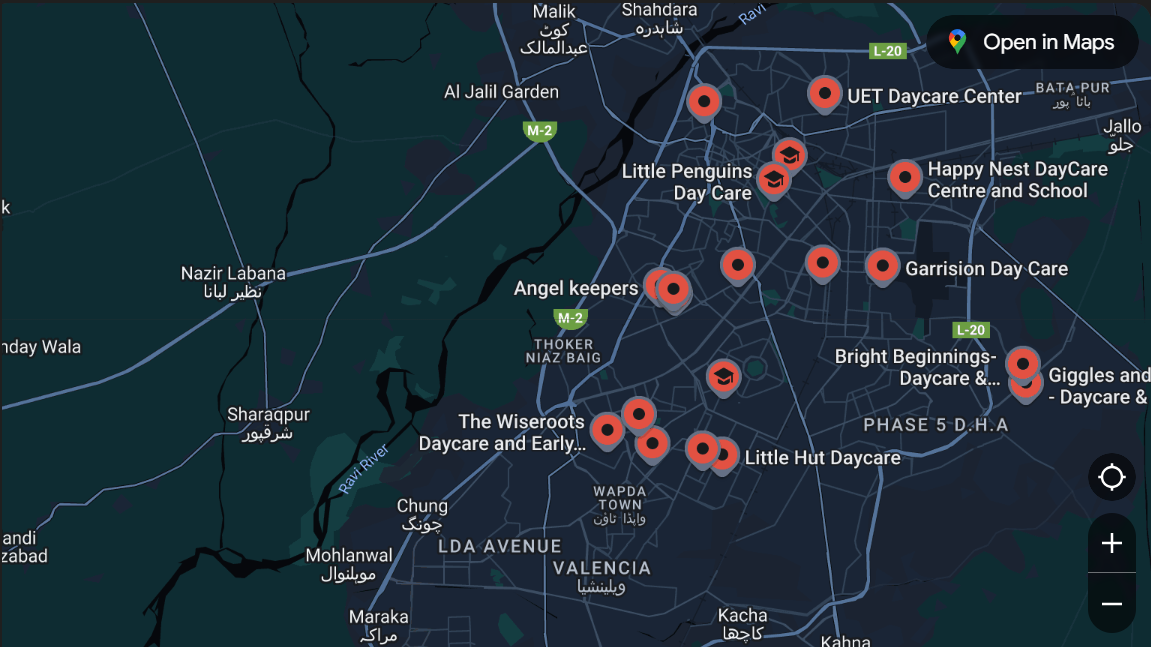 Malik
کوٹ
عبدالمالک
Shahdara
شاہدرہ
Ravi
L-20
Open in Maps
Al Jalil Garden
UET Daycare Center
BATA PUR
باٹا پور
M-2
Jallo
جلو
Little Penguins
Day Care
Happy Nest DayCare
Centre and School
k
Nazir Labana
نظیر لبانا
Angel keepers
Garrision Day Care
M-2
THOKER
NIAZ BAIG
L-20
nday Wala
Bright Beginnings-
Daycare &...
Giggles and
- Daycare &
Sharaqpur
شرقپور
The Wiseroots
Daycare and Early...
PHASE 5 D.H.A
Little Hut Daycare
Ravi River
WAPDA
TOWN
واپڈا ٹاؤن
Chung
چونگ
andi
zabad
LDA AVENUE
Mohlanwal
موہلنوال
VALENCIA
ویلینشیا
Maraka
مراکہ
Kacha
کاچھا
Kahna
+
−